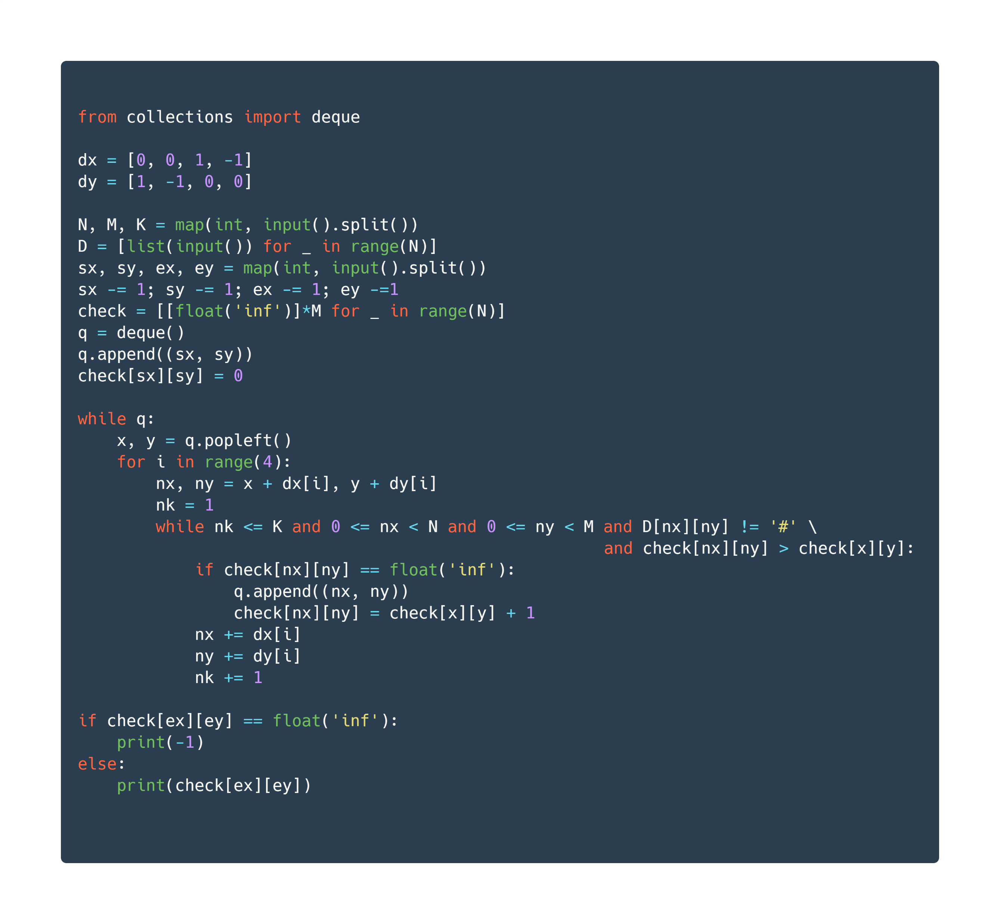 from collections import deque

dx = [0, 0, 1, -1]
dy = [1, -1, 0, 0]

N, M, K = map(int, input().split())
D = [list(input()) for _ in range(N)]
sx, sy, ex, ey = map(int, input().split())
sx -= 1; sy -= 1; ex -= 1; ey -=1
check = [[float('inf')]*M for _ in range(N)]
q = deque()
q.append((sx, sy))
check[sx][sy] = 0

while q:
    x, y = q.popleft()
    for i in range(4):
        nx, ny = x + dx[i], y + dy[i]
        nk = 1
        while nk <= K and 0 <= nx < N and 0 <= ny < M and D[nx][ny] != '#' \
                                                      and check[nx][ny] > check[x][y]:
            if check[nx][ny] == float('inf'):
                q.append((nx, ny))
                check[nx][ny] = check[x][y] + 1
            nx += dx[i]
            ny += dy[i]
            nk += 1

if check[ex][ey] == float('inf'):
    print(-1)
else:
    print(check[ex][ey])